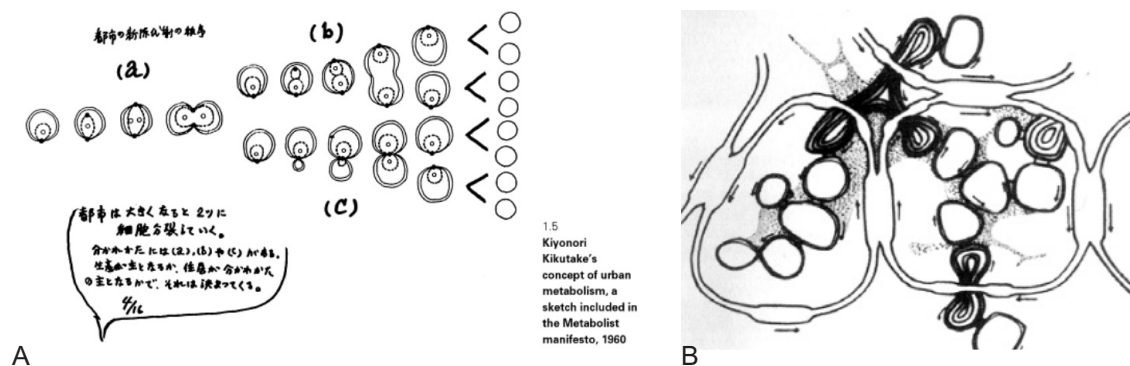 都市の新陳代謝の秩序
(a)
(b)
(c)
都市は大きくなると2つに
細胞分裂していく。
分かれかたには(a),(b)や(c)がある。
生産が主となるか、住居が分かれかた
の主となるかで、それは決まってくる。
4/16
1.5
Kiyonori
Kikutake's
concept of urban
metabolism, a
sketch included in
the Metabolist
manifesto, 1960
A
B